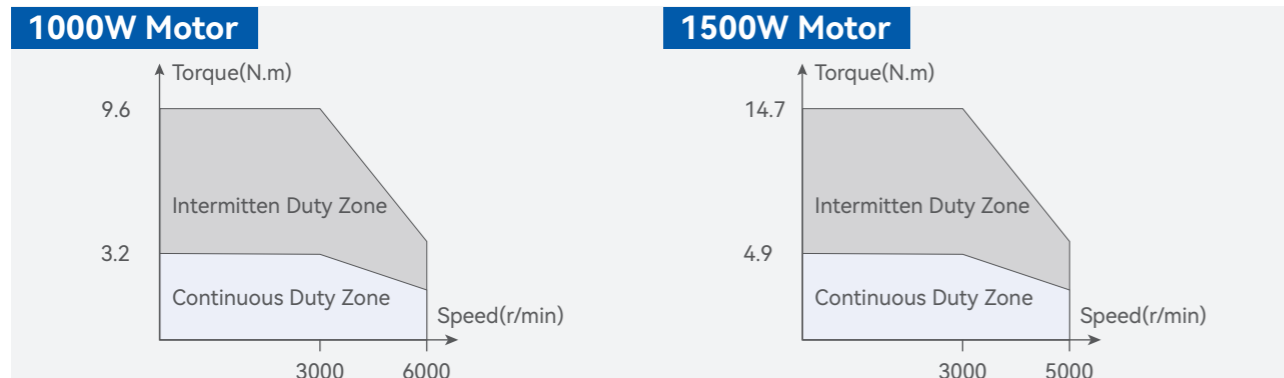 1000W Motor
Torque(N.m)
9.6
Intermitten Duty Zone
3.2
Continuous Duty Zone
Speed(r/min)
3000 6000
1500W Motor
Torque(N.m)
14.7
Intermitten Duty Zone
4.9
Continuous Duty Zone
Speed(r/min)
3000 5000